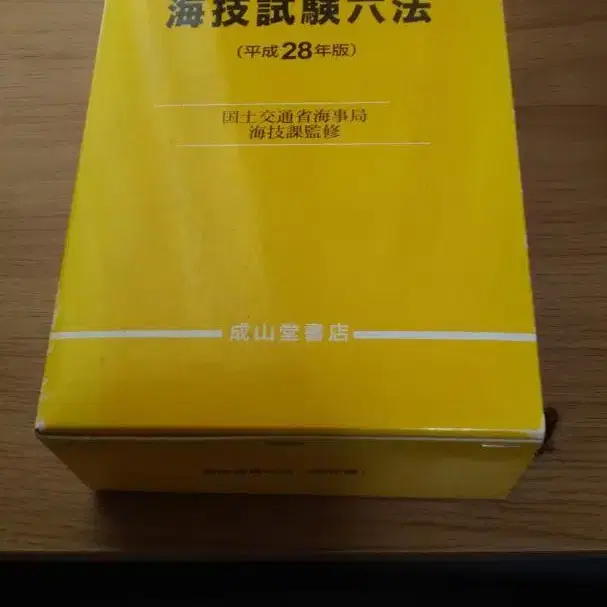 海技試験六法
(平成28年版)
国土交通省海事局
海技課監修
成山堂書店